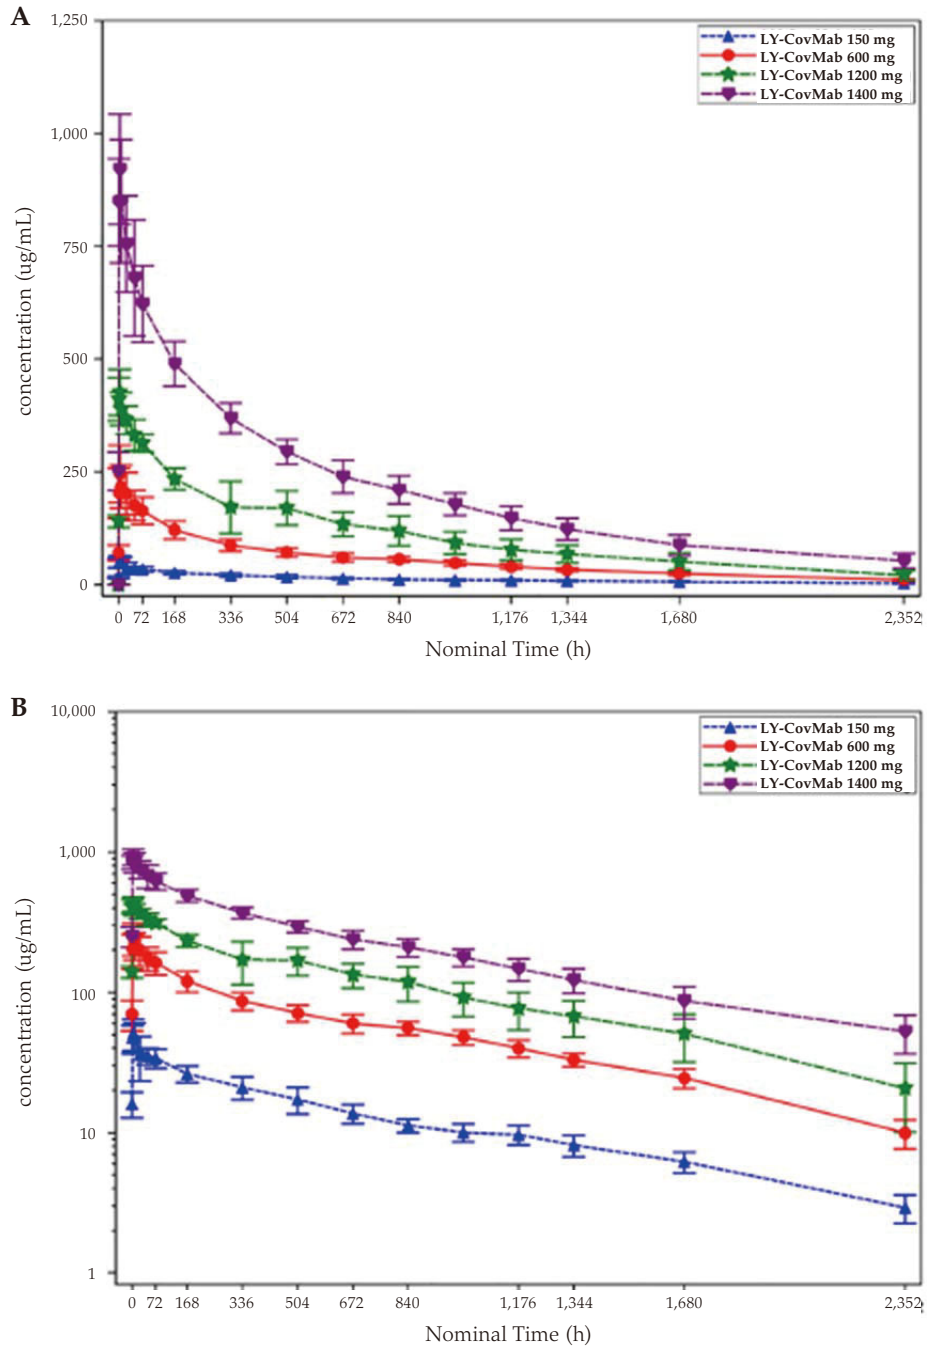 A
1,250
1,000
750
500
250
0
concentration (ug/mL)
LY-CovMab 150 mg
LY-CovMab 600 mg
LY-CovMab 1200 mg
LY-CovMab 1400 mg
0 72 168 336 504 672 840 1,176 1,344 1,680 2,352
Nominal Time (h)
B
10,000
1,000
100
10
1
concentration (ug/mL)
LY-CovMab 150 mg
LY-CovMab 600 mg
LY-CovMab 1200 mg
LY-CovMab 1400 mg
0 72 168 336 504 672 840 1,176 1,344 1,680 2,352
Nominal Time (h)